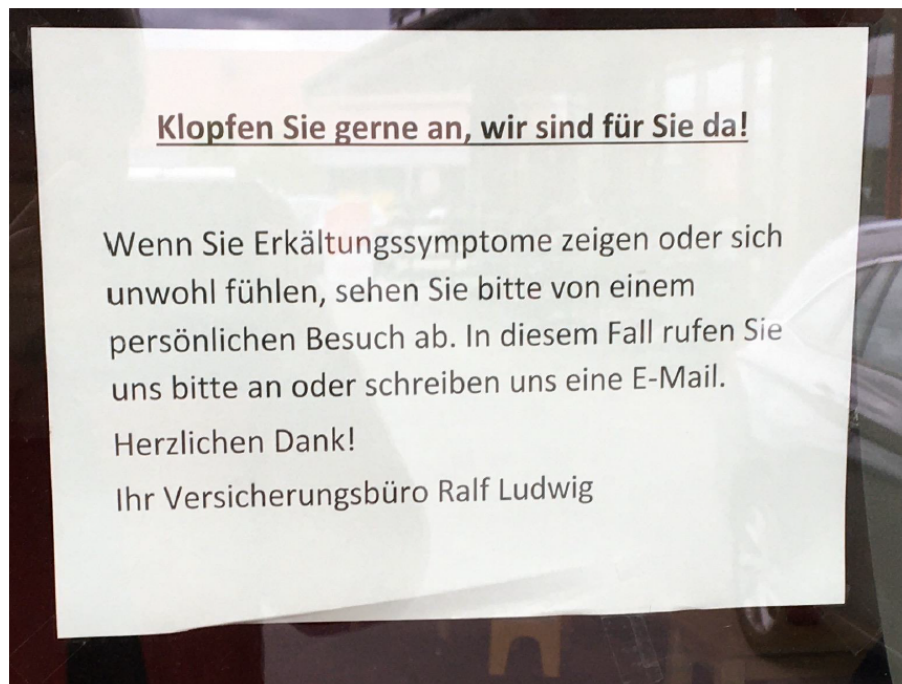 Klopfen Sie gerne an, wir sind für Sie da!
Wenn Sie Erkältungssymptome zeigen oder sich
unwohl fühlen, sehen Sie bitte von einem
persönlichen Besuch ab. In diesem Fall rufen Sie
uns bitte an oder schreiben uns eine E-Mail.
Herzlichen Dank!
Ihr Versicherungsbüro Ralf Ludwig